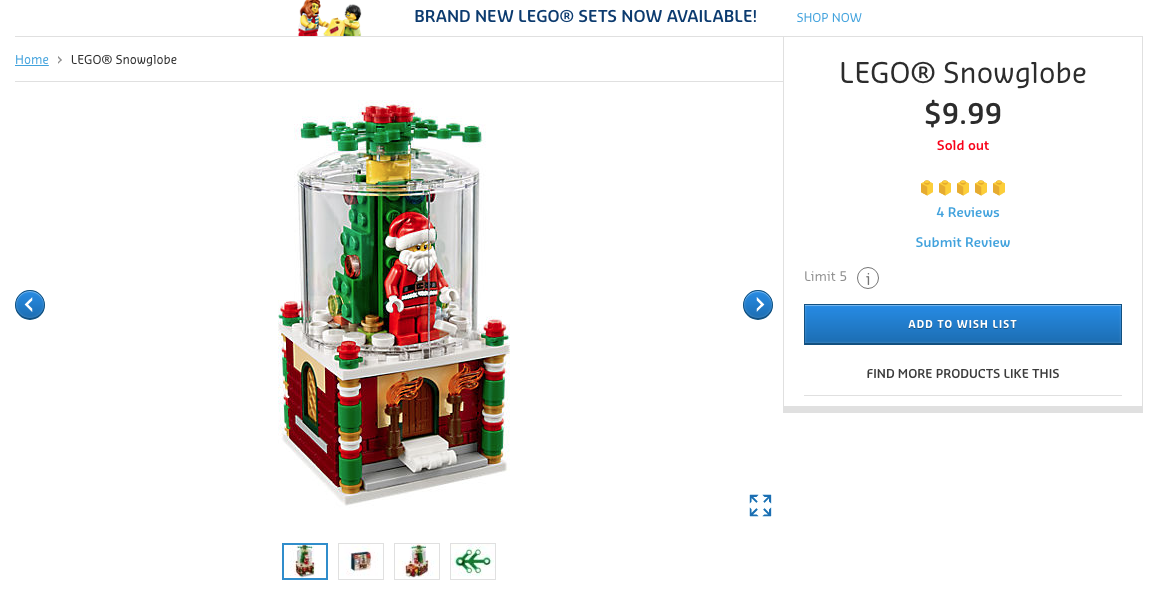 BRAND NEW LEGO® SETS NOW AVAILABLE!
SHOP NOW
Home > LEGO® Snowglobe
LEGO® Snowglobe
$9.99
Sold out
4 Reviews
Submit Review
Limit 5 i
ADD TO WISH LIST
FIND MORE PRODUCTS LIKE THIS